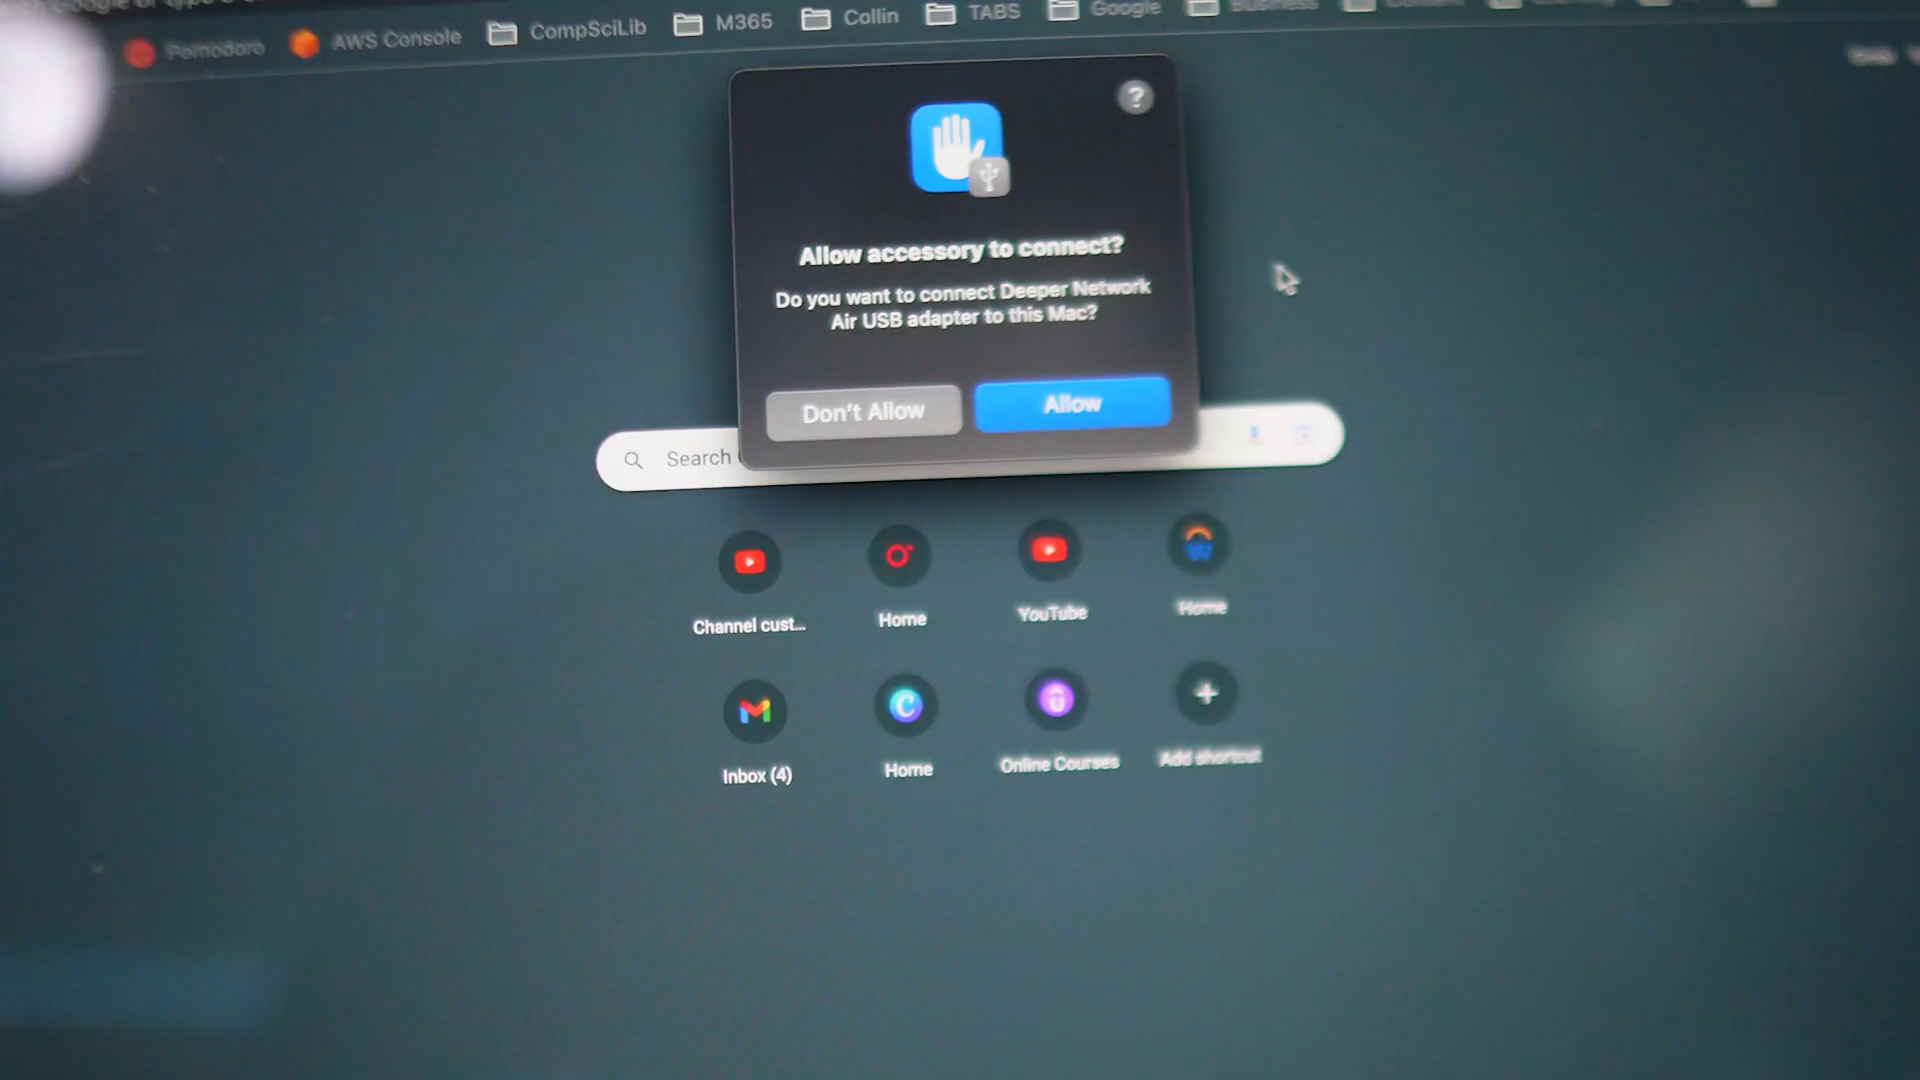 Pomodoro
AWS Console
CompSciLib
M365
Collin
TABS
Google
Business
?
Allow accessory to connect?
Do you want to connect Deeper Network
Air USB adapter to this Mac?
Don't Allow
Allow
Search
Channel cust...
Home
YouTube
Home
Inbox (4)
Home
Online Courses
Add shortcut